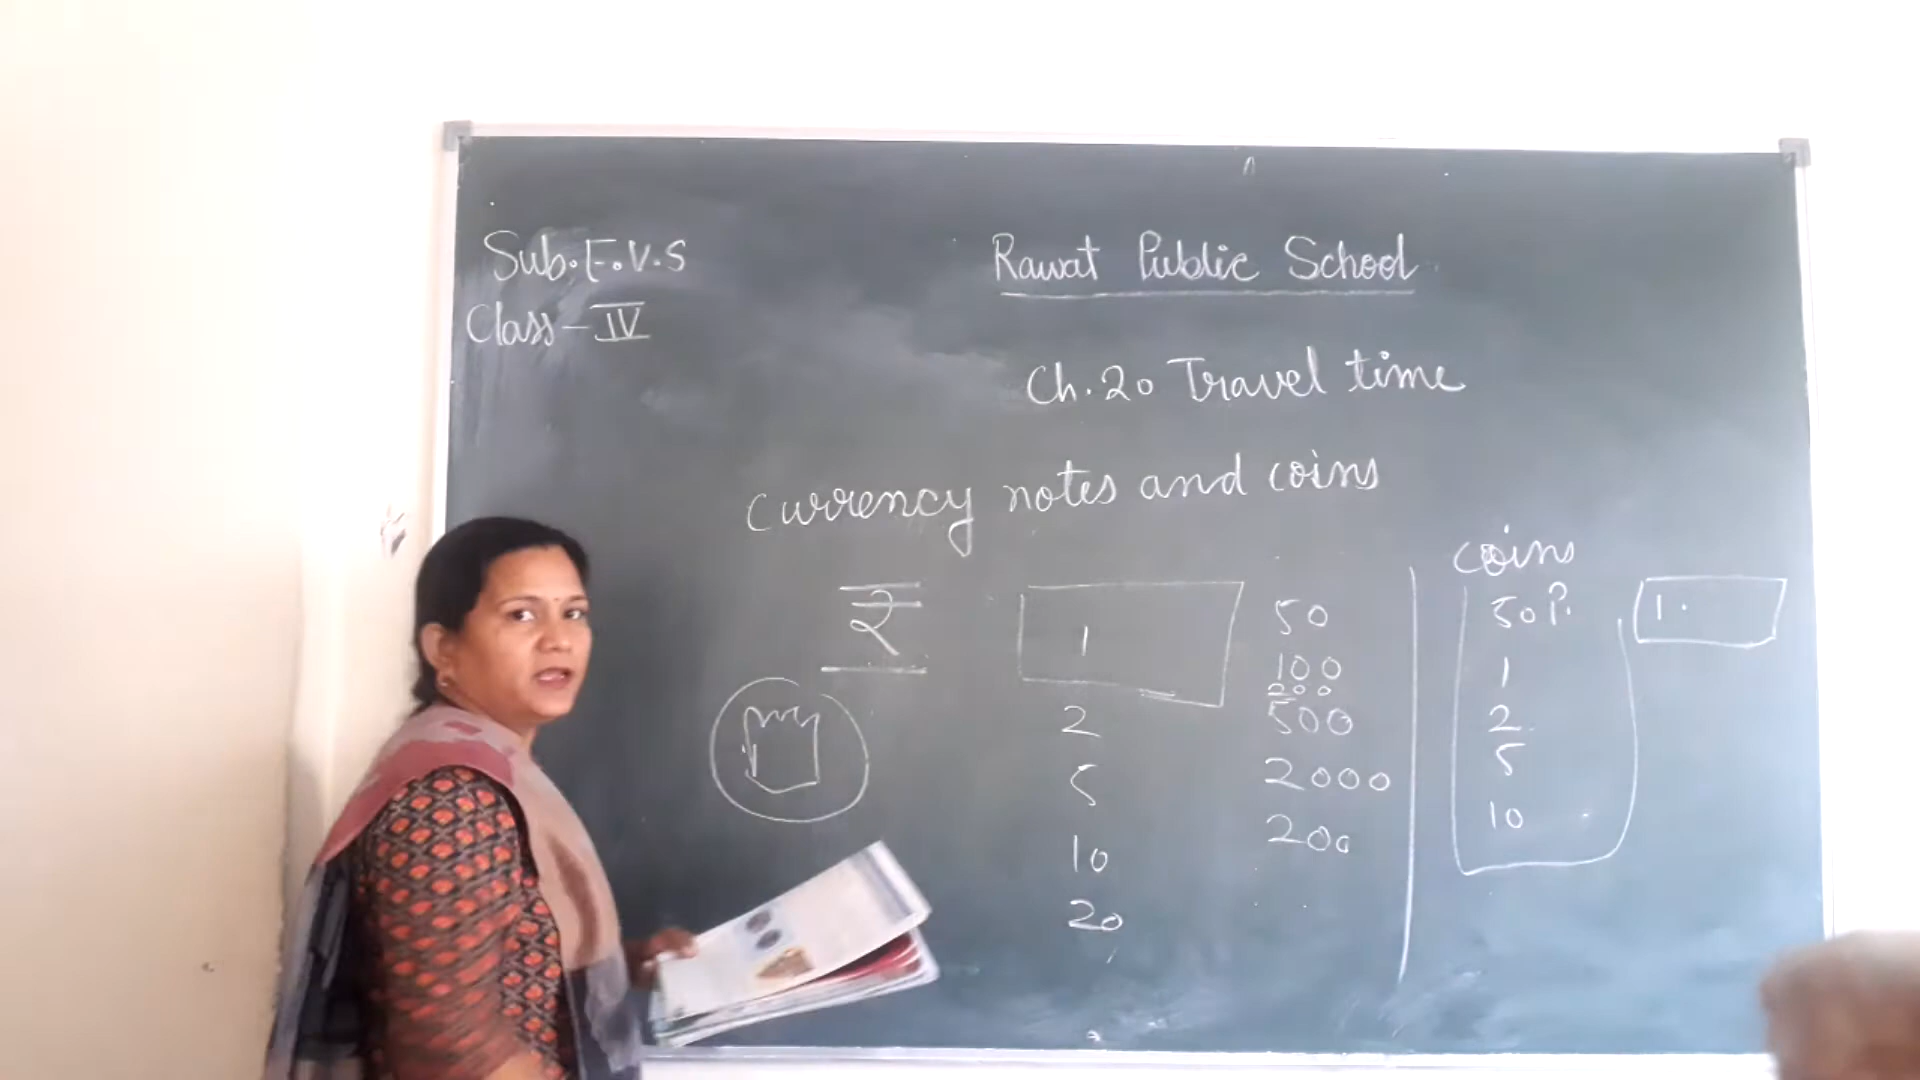 Sub. E.V.S
Class - IV
Rawat Public School
Ch. 20 Travel time
Currency notes and coins
₹
1
2
5
10
20
50
100
200
500
2000
200
coins
50 P.
1
2
5
10
1.